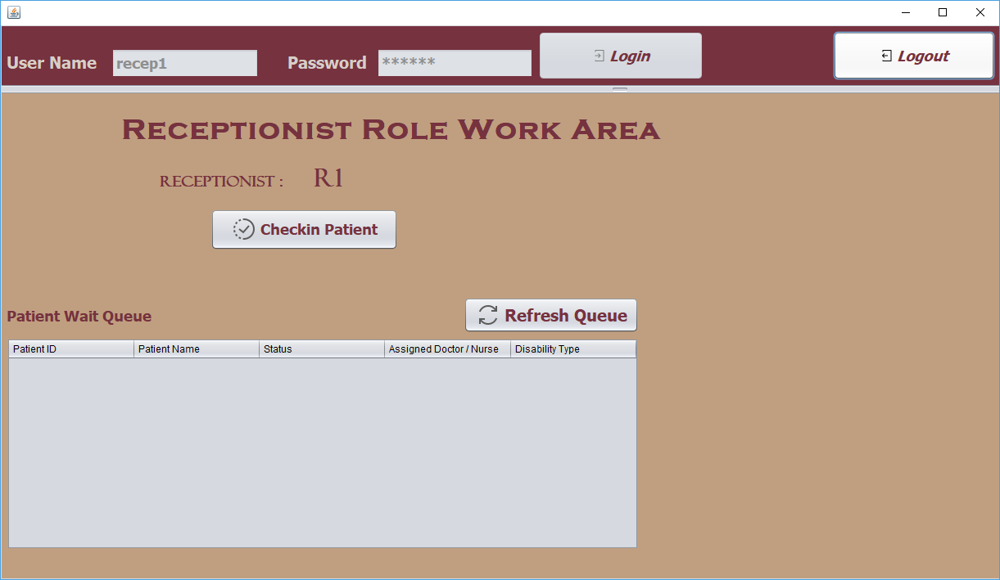 User Name recep1 Password ****** Login Logout
Receptionist Role Work Area
Receptionist : R1
Checkin Patient
Patient Wait Queue Refresh Queue
Patient ID Patient Name Status Assigned Doctor / Nurse Disability Type